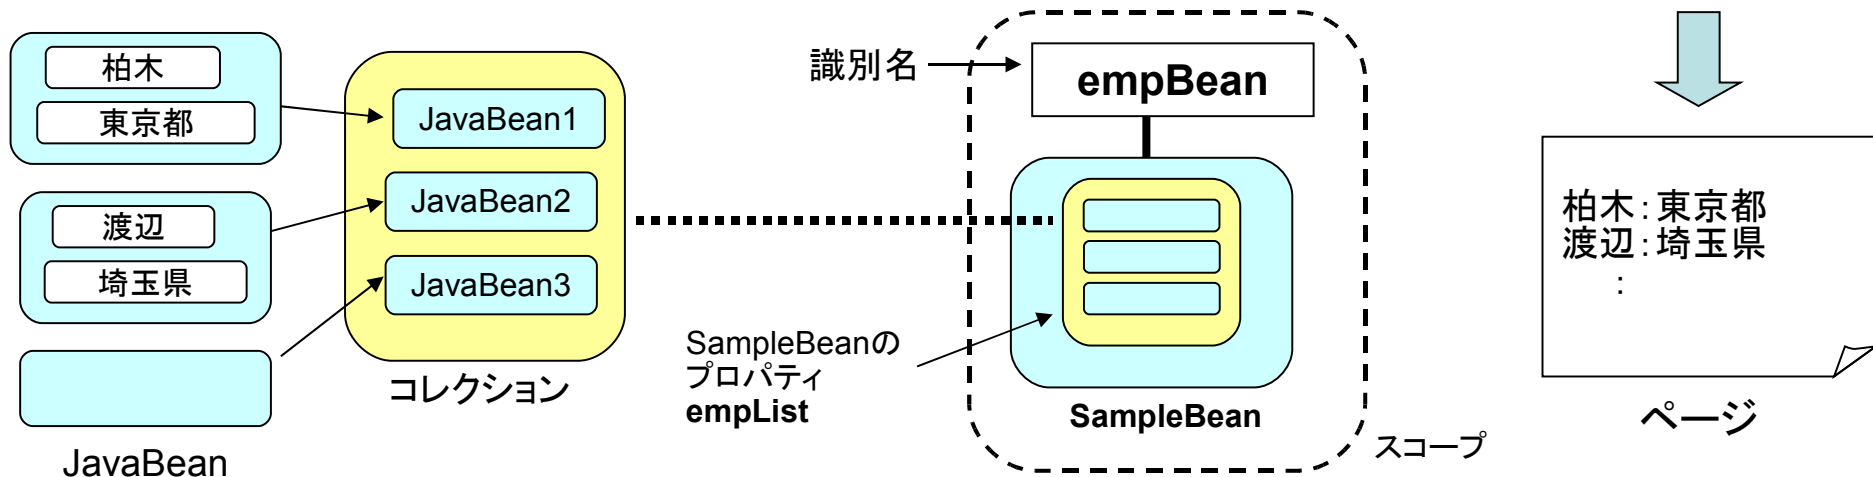 柏木
東京都
渡辺
埼玉県
JavaBean
JavaBean1
JavaBean2
JavaBean3
コレクション
識別名
empBean
SampleBeanの
プロパティ
empList
SampleBean
スコープ
柏木:東京都
渡辺:埼玉県
:
ページ